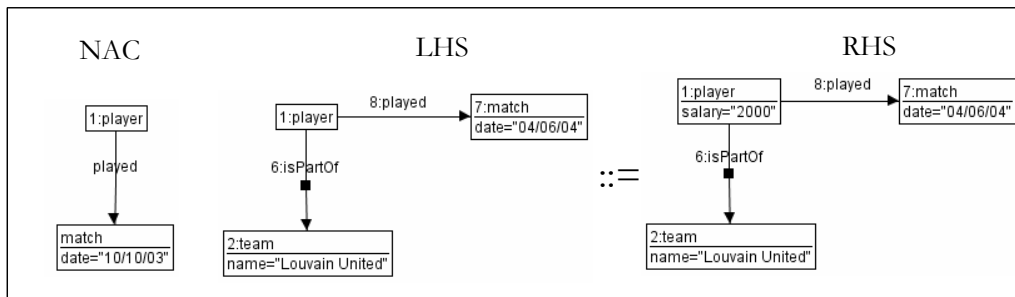 NAC
LHS
RHS
1:player
played
match
date="10/10/03"
1:player
8:played
7:match
date="04/06/04"
6:isPartOf
2:team
name="Louvain United"
::=
1:player
salary="2000"
8:played
7:match
date="04/06/04"
6:isPartOf
2:team
name="Louvain United"